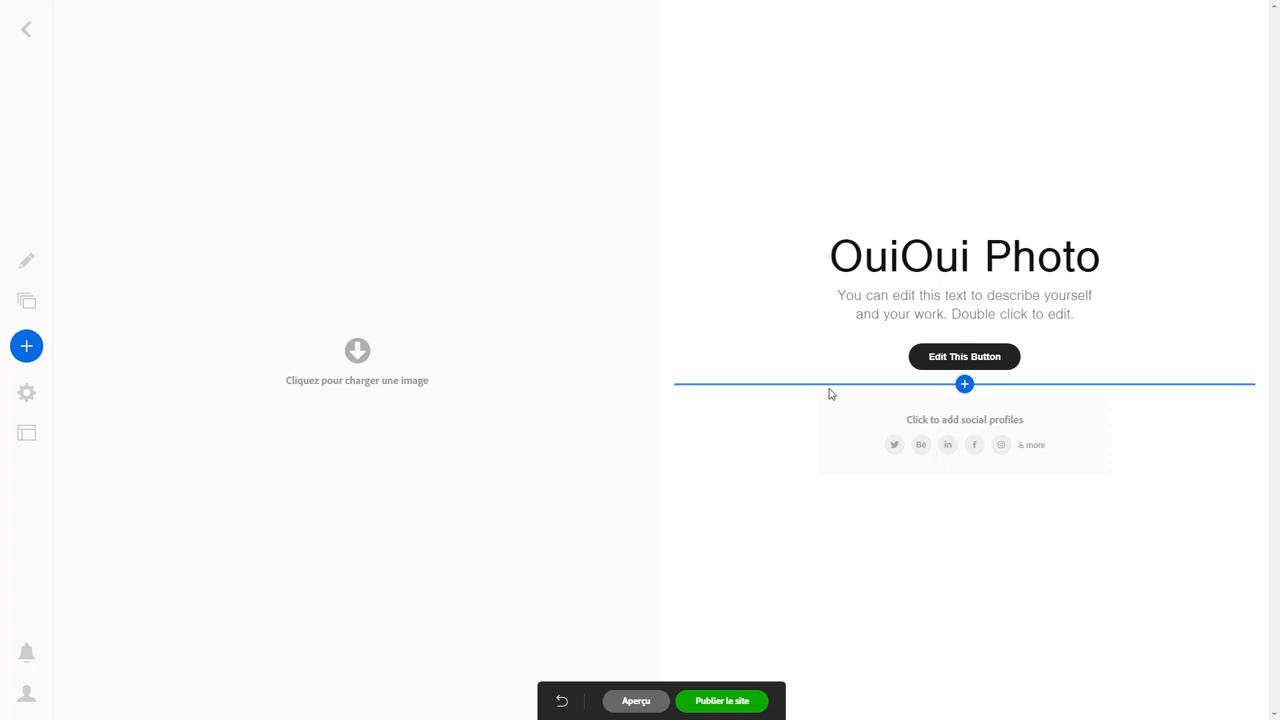 OuiOui Photo
You can edit this text to describe yourself
and your work. Double click to edit.
Edit This Button
Cliquez pour charger une image
Click to add social profiles
Bē in f & more
Aperçu Publier le site